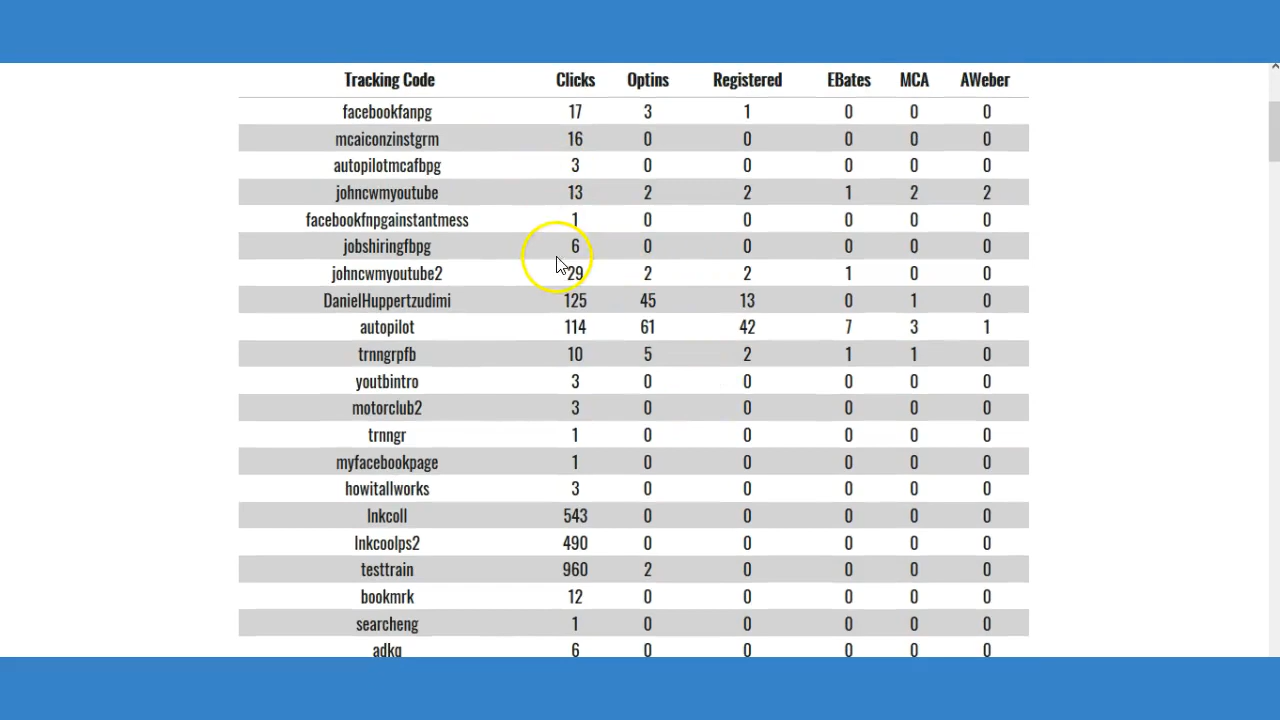 Tracking Code Clicks Optins Registered EBates MCA AWeber
facebookfanpg 17 3 1 0 0 0
mcaiconzinstgrm 16 0 0 0 0 0
autopilotmcafbpg 3 0 0 0 0 0
johncwmyoutube 13 2 2 1 2 2
facebookfnpgainstantmess 1 0 0 0 0 0
jobshiringfbpg 6 0 0 0 0 0
johncwmyoutube2 29 2 2 1 0 0
DanielHuppertzudimi 125 45 13 0 1 0
autopilot 114 61 42 7 3 1
trnngrpfb 10 5 2 1 1 0
youtbintro 3 0 0 0 0 0
motorclub2 3 0 0 0 0 0
trnngr 1 0 0 0 0 0
myfacebookpage 1 0 0 0 0 0
howitallworks 3 0 0 0 0 0
lnkcoll 543 0 0 0 0 0
lnkcoolps2 490 0 0 0 0 0
testtrain 960 2 0 0 0 0
bookmrk 12 0 0 0 0 0
searcheng 1 0 0 0 0 0
6 0 0 0 0 0